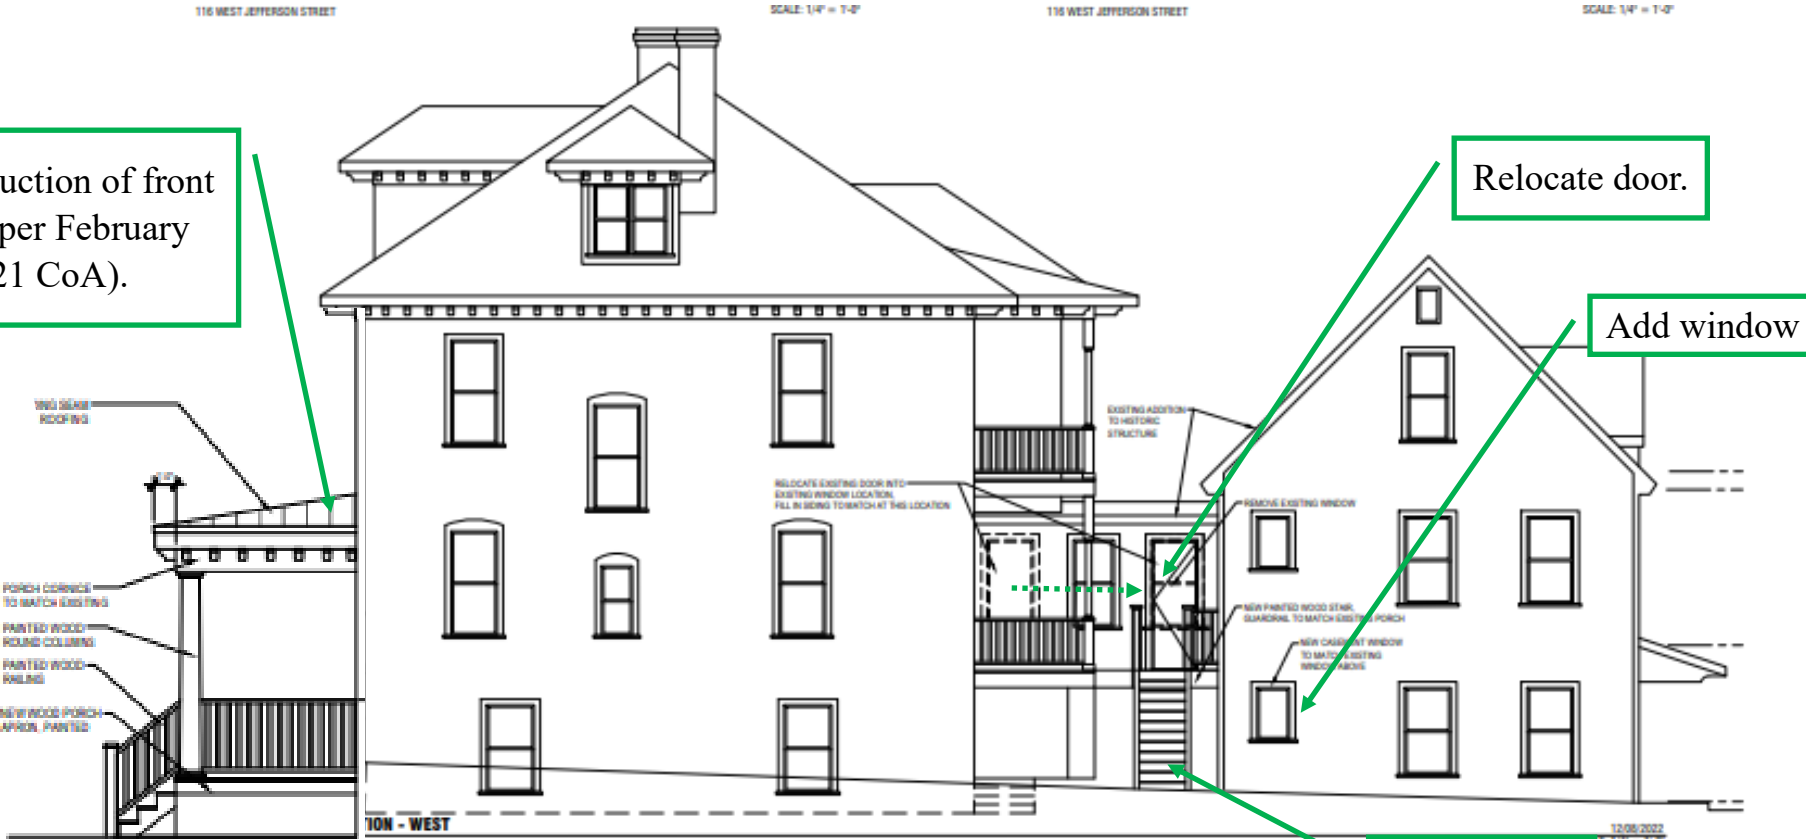 116 WEST JEFFERSON STREET
SCALE: 1/4" = 1'-0"
116 WEST JEFFERSON STREET
SCALE: 1/4" = 1'-0"
uction of front
per February
21 CoA).
Relocate door.
Add window
ROOFING
EXISTING ADDITION
TO HISTORIC
STRUCTURE
RELOCATE EXISTING DOOR INTO
EXISTING WINDOW LOCATION,
FILL IN SIDING TO MATCH AT THIS LOCATION
REMOVE EXISTING WINDOW
PORCH CORNICE
TO MATCH EXISTING
PAINTED WOOD
ROUND COLUMNS
PAINTED WOOD
RAILING
NEW WOOD PORCH
APRON, PAINTED
NEW PAINTED WOOD STAIR,
GUARDRAIL TO MATCH EXISTING PORCH
NEW CASEMENT WINDOW
TO MATCH EXISTING
WINDOW ABOVE
TION - WEST
12/08/2022